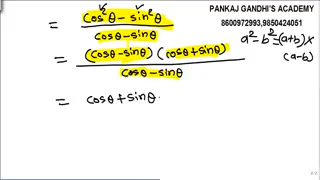 PANKAJ GANDHI'S ACADEMY
8600972993,9850424051
= cos²θ - sin²θ / cosθ - sinθ
a² - b² = (a+b) x (a-b)
= (cosθ - sinθ) (cosθ + sinθ) / cosθ - sinθ
= cosθ + sinθ